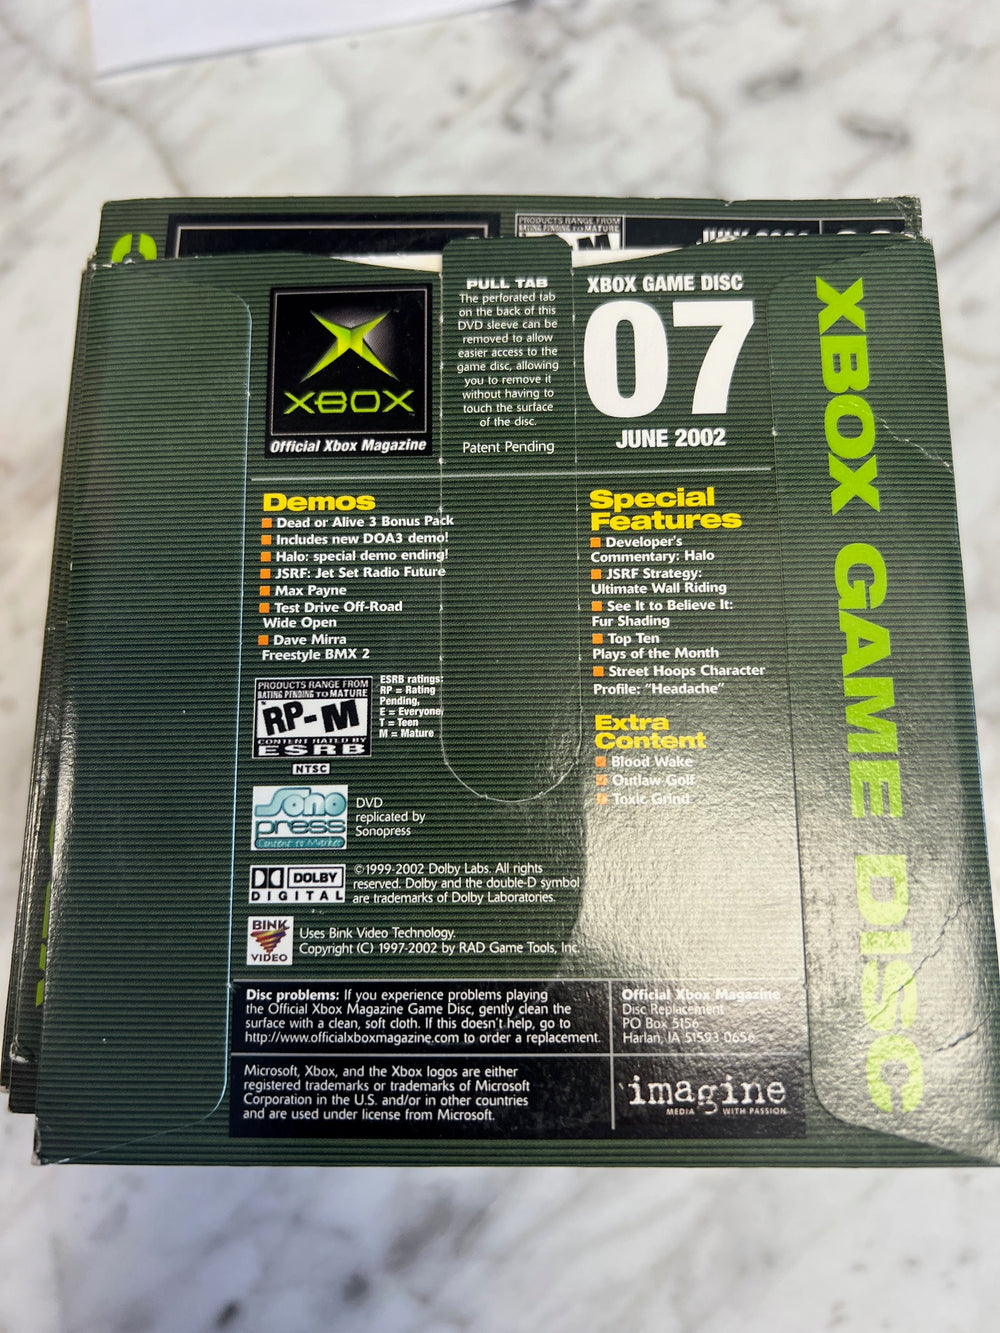 PRODUCTS RANGE FROM
RATING PENDING TO MATURE
XBOX
™
Official Xbox Magazine
PULL TAB
The perforated tab
on the back of this
DVD sleeve can be
removed to allow
easier access to the
game disc, allowing
you to remove it
without having to
touch the surface
of the disc.
Patent Pending
XBOX GAME DISC
07
JUNE 2002
XBOX GAME DISC
Demos
Dead or Alive 3 Bonus Pack
Includes new DOA3 demo!
Halo: special demo ending!
JSRF: Jet Set Radio Future
Max Payne
Test Drive Off-Road
Wide Open
Dave Mirra
Freestyle BMX 2
Special
Features
Developer's
Commentary: Halo
JSRF Strategy:
Ultimate Wall Riding
See It to Believe It:
Fur Shading
Top Ten
Plays of the Month
Street Hoops Character
Profile: "Headache"
Extra
Content
Blood Wake
Outlaw Golf
Toxic Grind
PRODUCTS RANGE FROM
RATING PENDING TO MATURE
RP-M
CONTENT RATED BY
ESRB
ESRB ratings:
RP = Rating
Pending,
E = Everyone
T = Teen
M = Mature
NTSC
Sono
press
Content to Market
DVD
replicated by
Sonopress
DOLBY
DIGITAL
©1999-2002 Dolby Labs. All rights
reserved. Dolby and the double-D symbol
are trademarks of Dolby Laboratories.
BINK
VIDEO
Uses Bink Video Technology.
Copyright (C) 1997-2002 by RAD Game Tools, Inc.
Disc problems: If you experience problems playing
the Official Xbox Magazine Game Disc, gently clean the
surface with a clean, soft cloth. If this doesn't help, go to
http://www.officialxboxmagazine.com to order a replacement.
Official Xbox Magazine
Disc Replacement
PO Box 5156
Harlan, IA 51593-0656
Microsoft, Xbox, and the Xbox logos are either
registered trademarks or trademarks of Microsoft
Corporation in the U.S. and/or in other countries
and are used under license from Microsoft.
imagine
MEDIA WITH PASSION